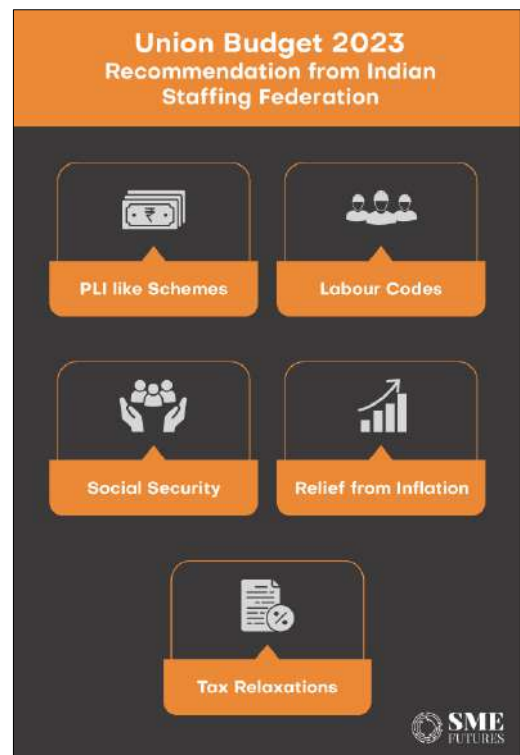 Union Budget 2023
Recommendation from Indian
Staffing Federation
₹
PLI like Schemes
Labour Codes
Social Security
Relief from Inflation
%
Tax Relaxations
SME
FUTURES